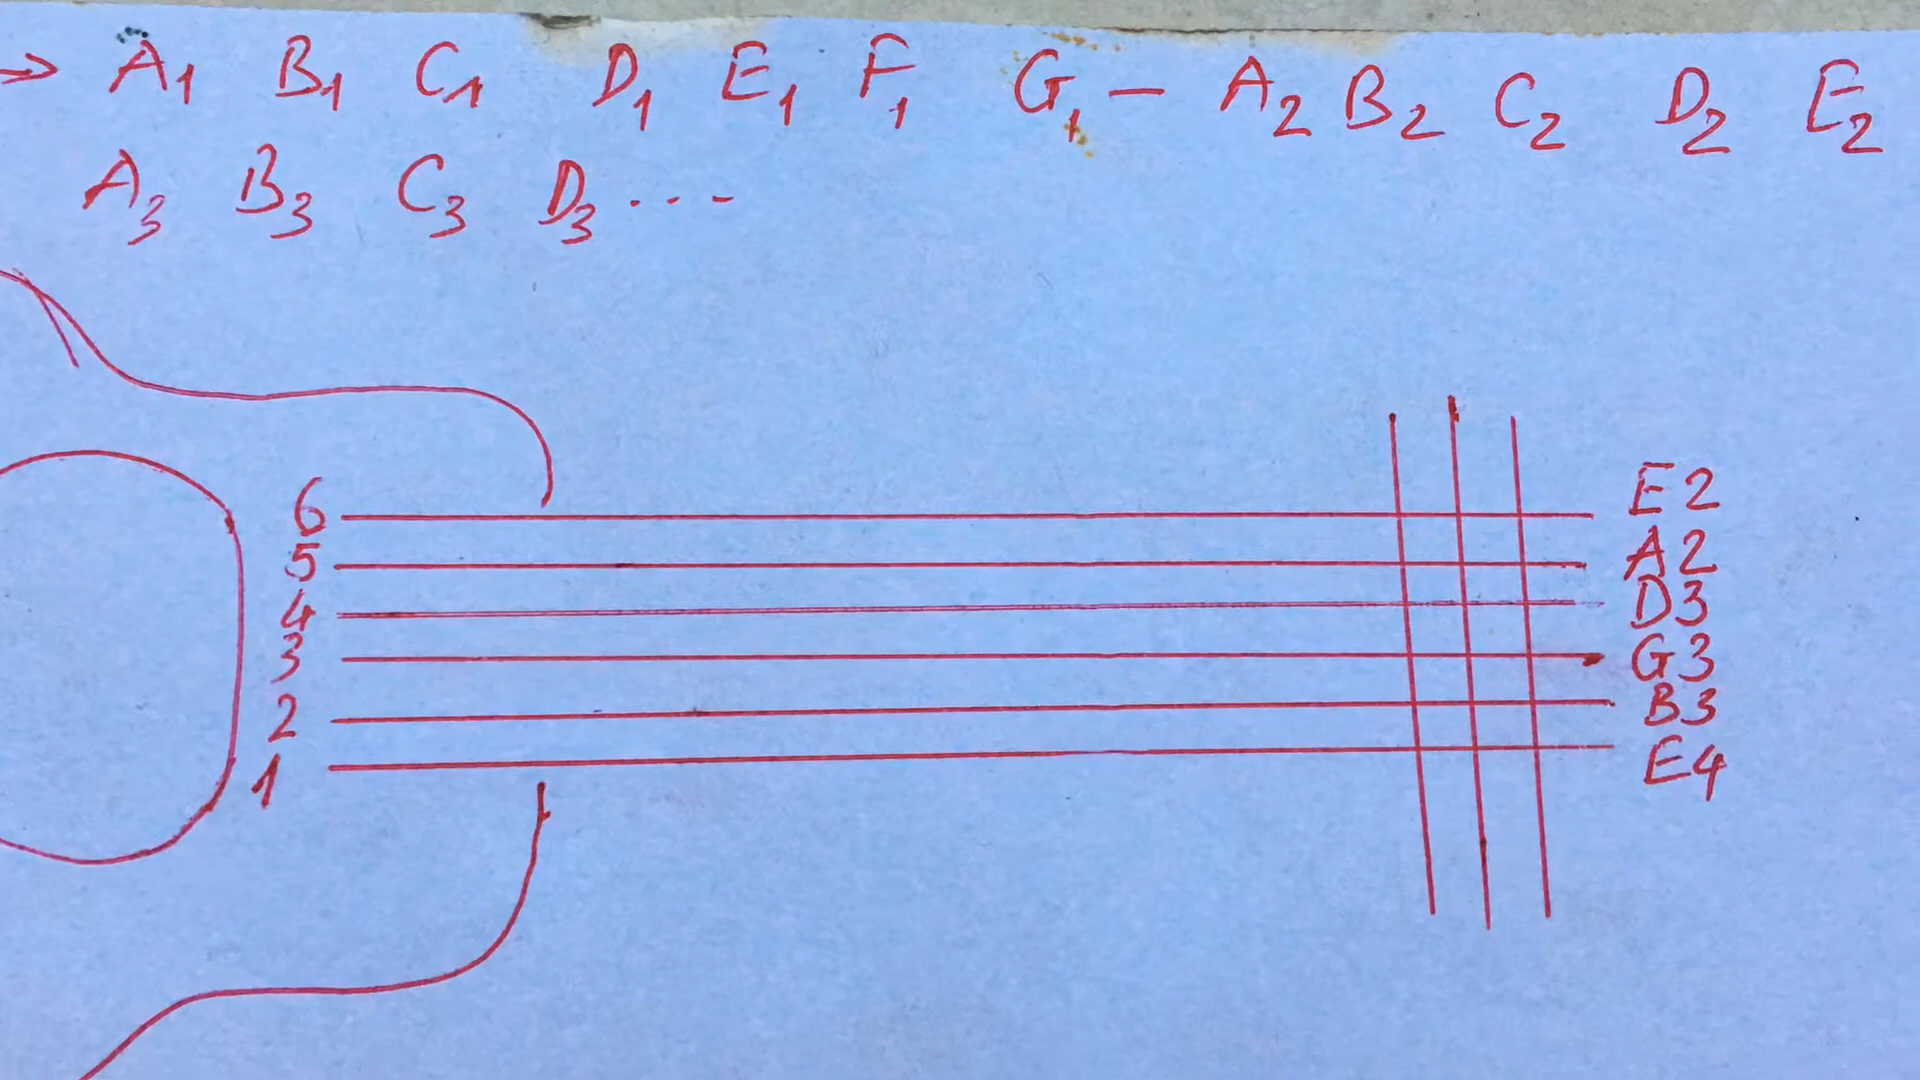 → A1 B1 C1 D1 E1 F1 G1 - A2 B2 C2 D2 E2
A3 B3 C3 D3 ....
6 E2
5 A2
4 D3
3 G3
2 B3
1 E4